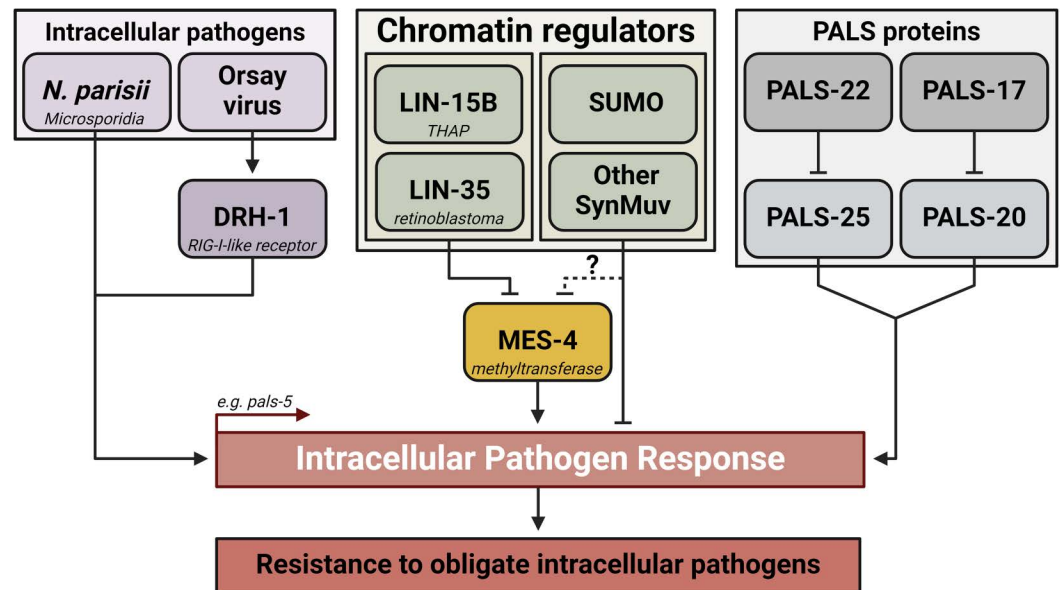 Intracellular pathogens
N. parisii
Microsporidia
Orsay
virus
DRH-1
RIG-I-like receptor
Chromatin regulators
LIN-15B
THAP
LIN-35
retinoblastoma
SUMO
Other
SynMuv
?
MES-4
methyltransferase
PALS proteins
PALS-22
PALS-17
PALS-25
PALS-20
e.g. pals-5
Intracellular Pathogen Response
Resistance to obligate intracellular pathogens